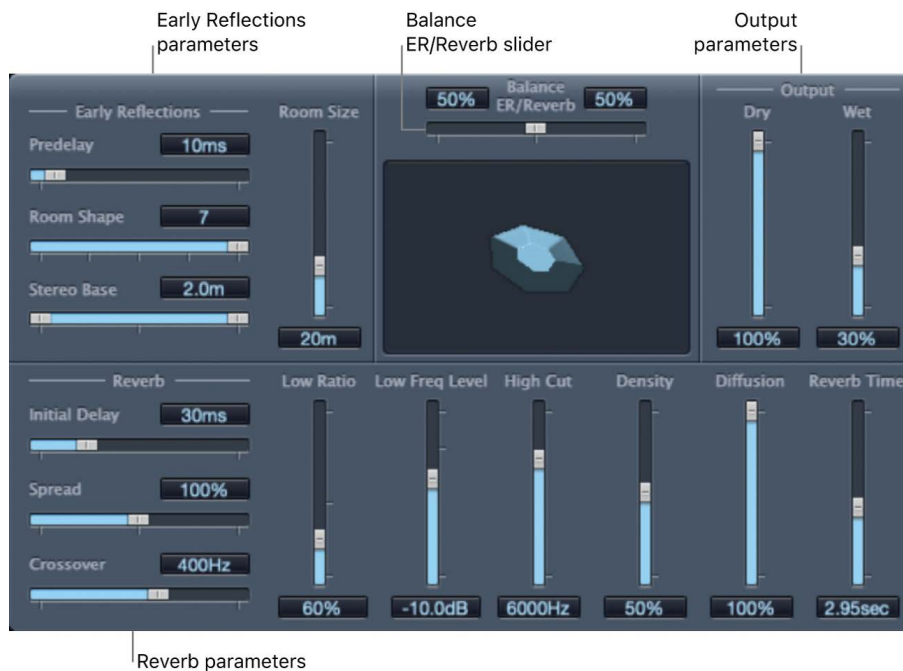 Early Reflections
parameters
Balance
ER/Reverb slider
Output
parameters
Early Reflections
Room Size
Predelay
10ms
Room Shape
7
Stereo Base
2.0m
20m
50%
Balance
ER/Reverb
50%
Output
Dry
Wet
100%
30%
Reverb
Initial Delay
30ms
Spread
100%
Crossover
400Hz
Low Ratio
60%
Low Freq Level
-10.0dB
High Cut
6000Hz
Density
50%
Diffusion
100%
Reverb Time
2.95sec
Reverb parameters